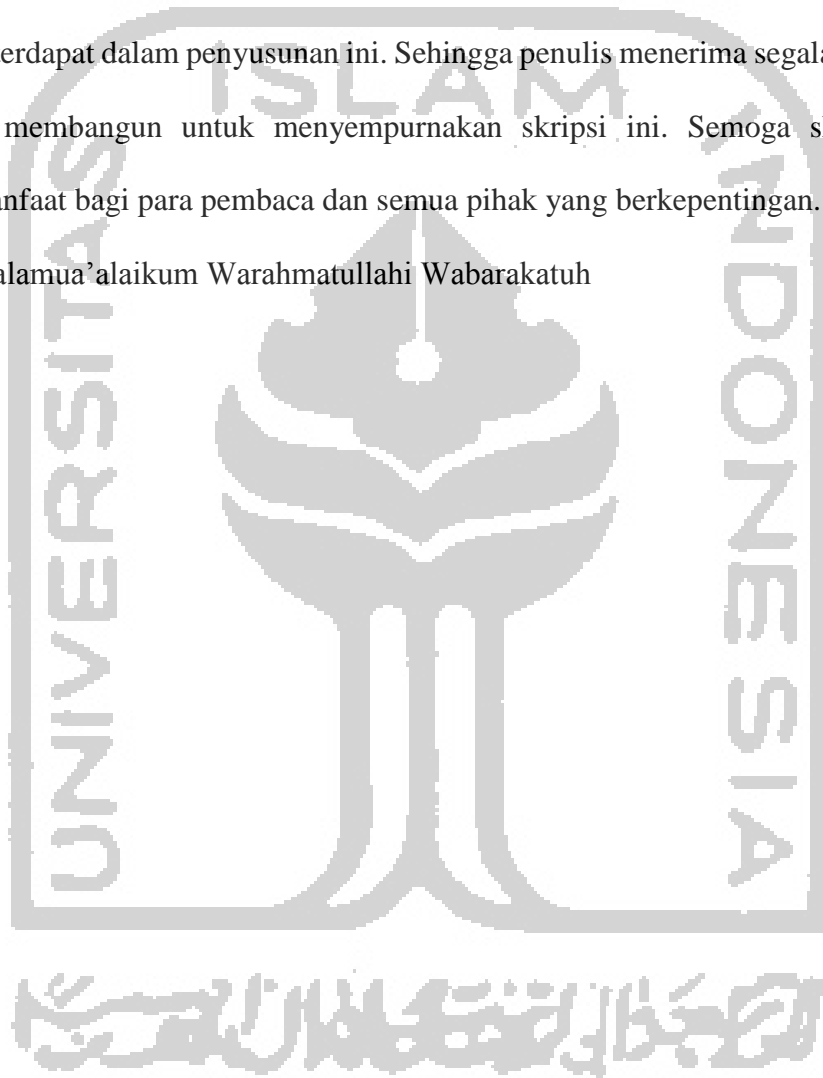 erdapat dalam penyusunan ini. Sehingga penulis menerima segala
membangun untuk menyempurnakan skripsi ini. Semoga s
nfaat bagi para pembaca dan semua pihak yang berkepentingan.
alamua’alaikum Warahmatullahi Wabarakatuh
UNIVERSITAS
ISLAM
INDONESIA